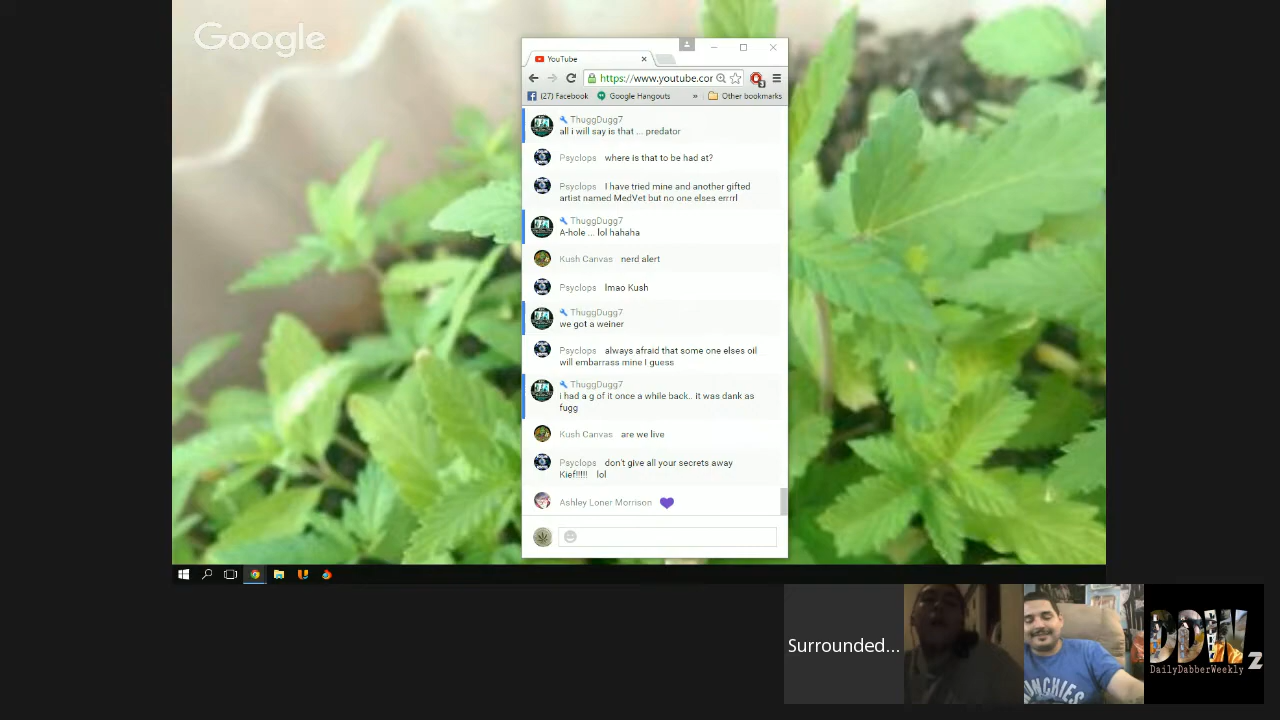 Google
YouTube
https://www.youtube.cor
(27) Facebook
Google Hangouts
»
Other bookmarks
ThuggDugg7
all i will say is that ... predator
Psyclops where is that to be had at?
Psyclops I have tried mine and another gifted
artist named MedVet but no one elses errrl
ThuggDugg7
A-hole ... lol hahaha
Kush Canvas nerd alert
Psyclops lmao Kush
ThuggDugg7
we got a weiner
Psyclops always afraid that some one elses oil
will embarrass mine I guess
ThuggDugg7
i had a g of it once a while back.. it was dank as
fugg
Kush Canvas are we live
Psyclops don't give all your secrets away
Kief!!!!! lol
Ashley Loner Morrison
Surrounded...
UNCHIES
DDW
z
DailyDabberWeekly